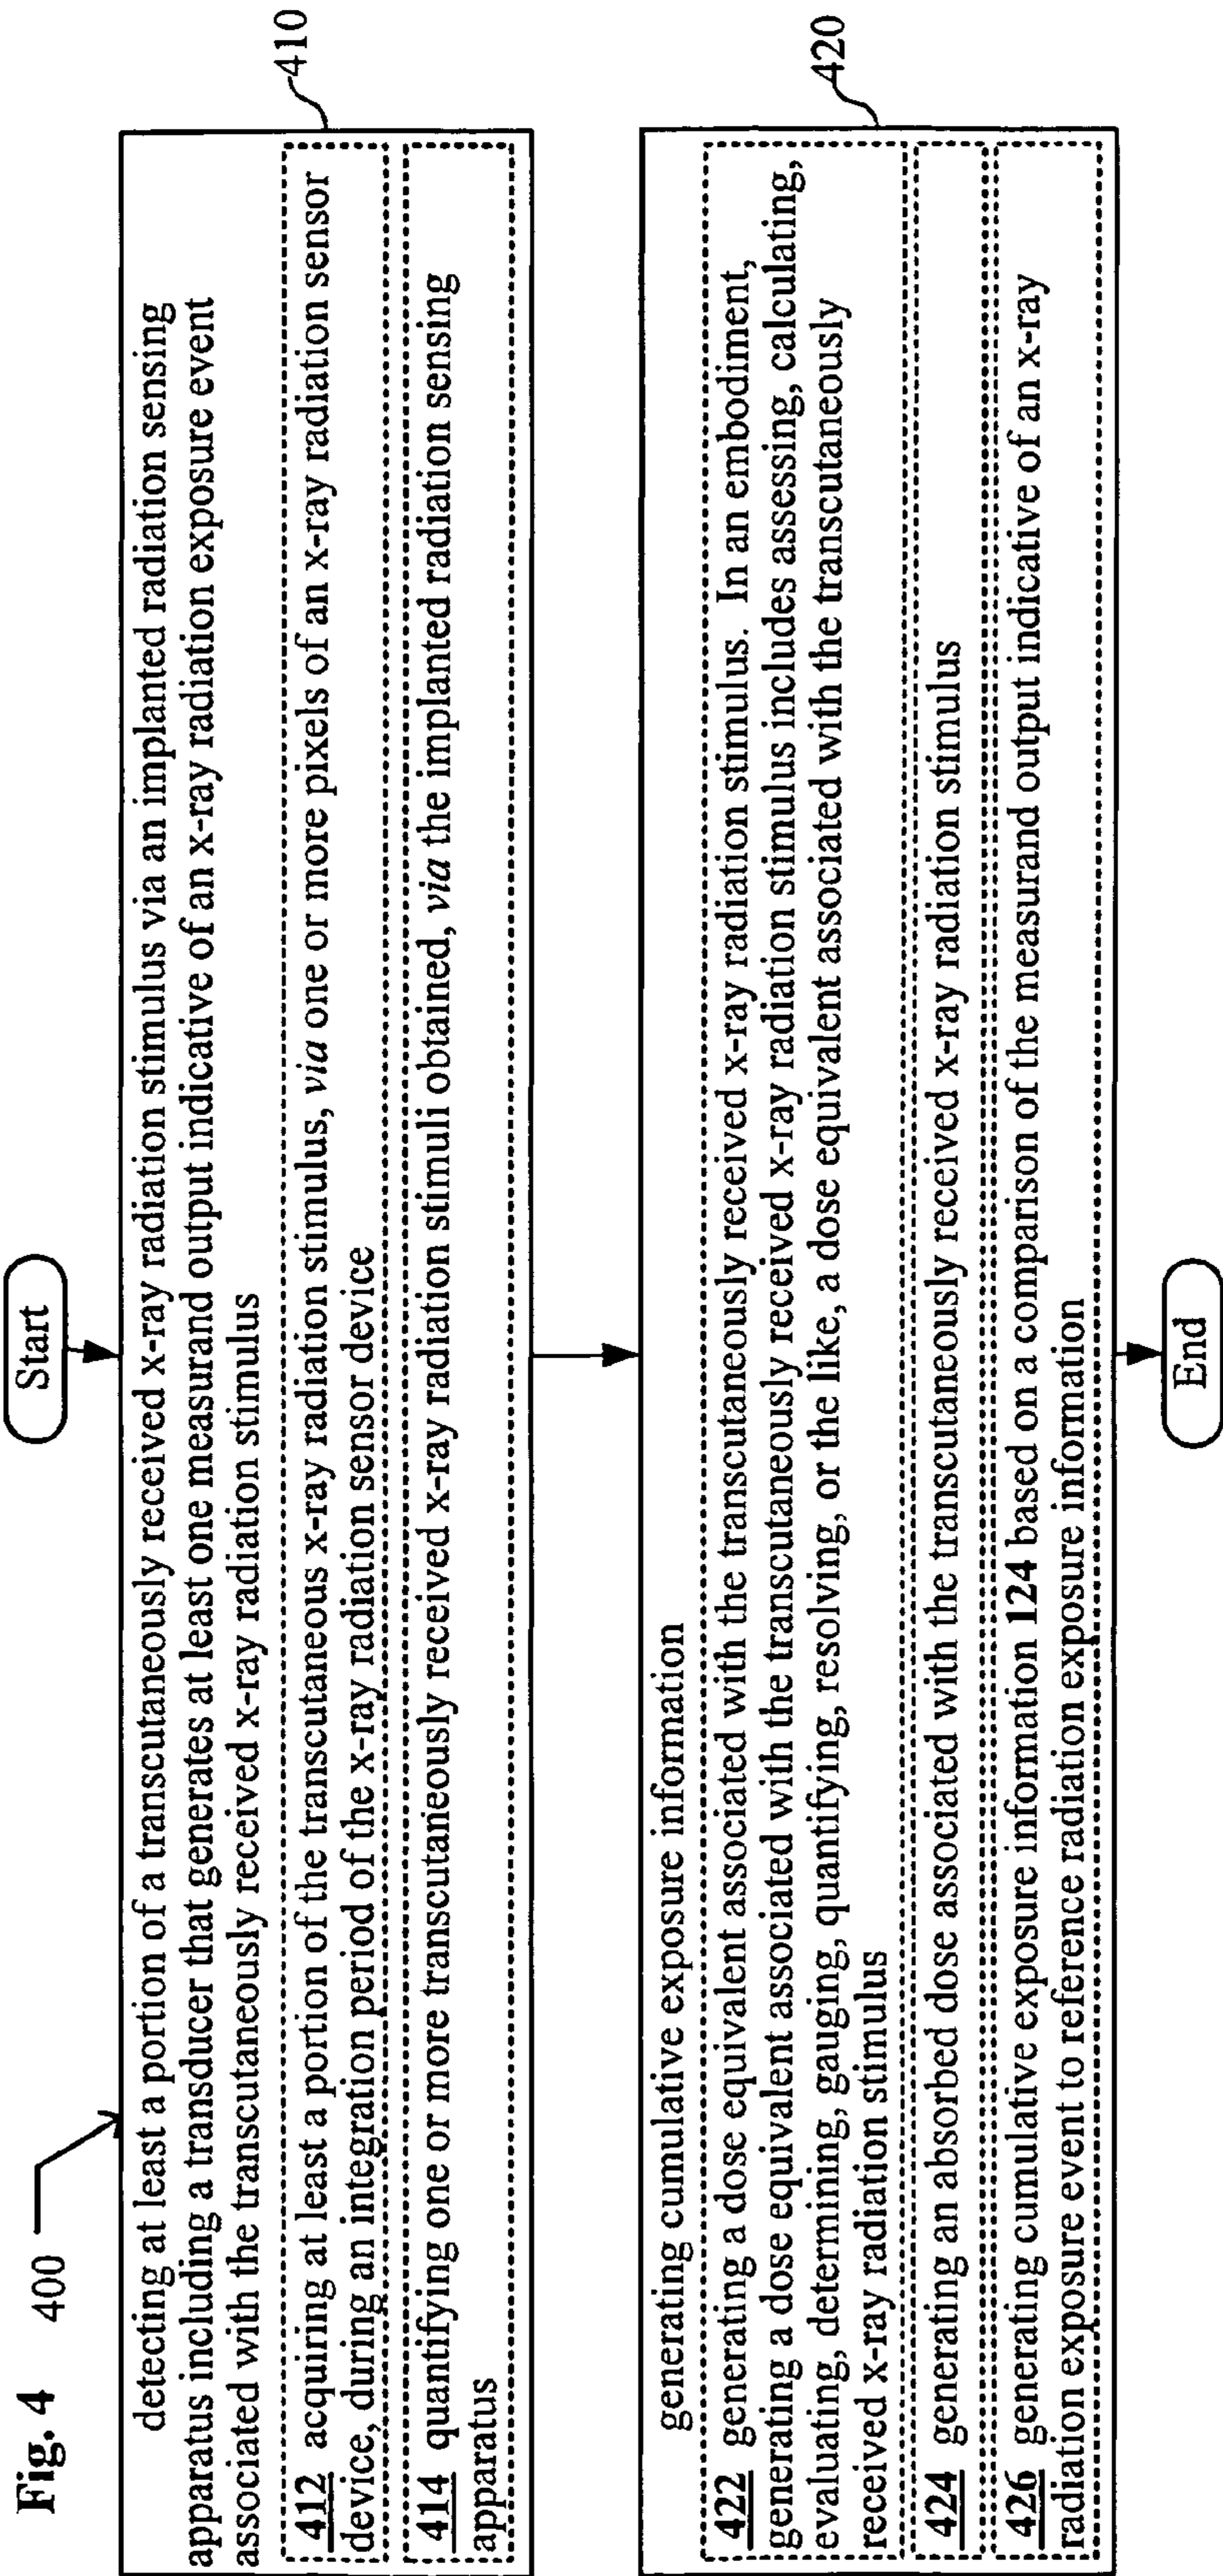 Fig. 4
400
Start
410
detecting at least a portion of a transcutaneously received x-ray radiation stimulus via an implanted radiation sensing
apparatus including a transducer that generates at least one measurand output indicative of an x-ray radiation exposure event
associated with the transcutaneously received x-ray radiation stimulus
412 acquiring at least a portion of the transcutaneous x-ray radiation stimulus, via one or more pixels of an x-ray radiation sensor
device, during an integration period of the x-ray radiation sensor device
414 quantifying one or more transcutaneously received x-ray radiation stimuli obtained, via the implanted radiation sensing
apparatus
420
generating cumulative exposure information
422 generating a dose equivalent associated with the transcutaneously received x-ray radiation stimulus. In an embodiment,
generating a dose equivalent associated with the transcutaneously received x-ray radiation stimulus includes assessing, calculating,
evaluating, determining, gauging, quantifying, resolving, or the like, a dose equivalent associated with the transcutaneously
received x-ray radiation stimulus
424 generating an absorbed dose associated with the transcutaneously received x-ray radiation stimulus
426 generating cumulative exposure information 124 based on a comparison of the measurand output indicative of an x-ray
radiation exposure event to reference radiation exposure information
End